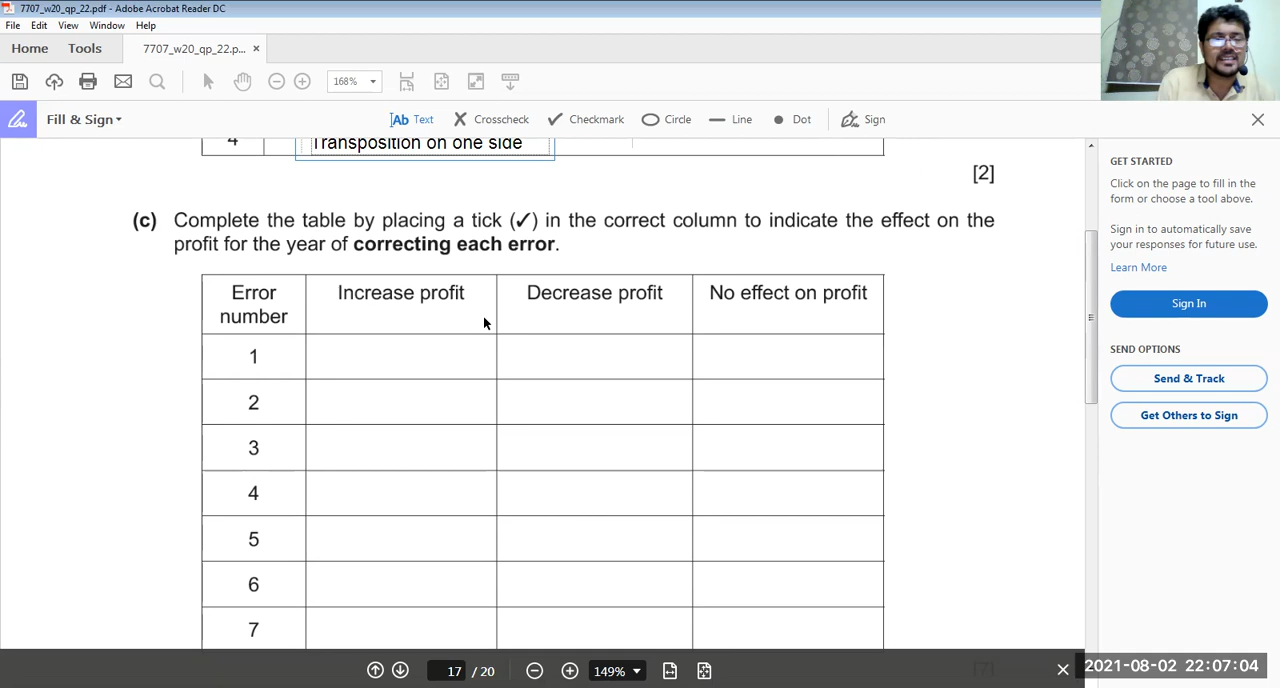 7707_w20_qp_22.pdf - Adobe Acrobat Reader DC
File Edit View Window Help
Home Tools 7707_w20_qp_22.p... ×
168%
Fill & Sign
Ab Text Crosscheck Checkmark Circle Line Dot Sign
4 Transposition on one side
[2]
(c) Complete the table by placing a tick (✓) in the correct column to indicate the effect on the
profit for the year of correcting each error.
Error Increase profit Decrease profit No effect on profit
number
1
2
3
4
5
6
7
[7]
GET STARTED
Click on the page to fill in the
form or choose a tool above.
Sign in to automatically save
your responses for future use.
Learn More
Sign In
SEND OPTIONS
Send & Track
Get Others to Sign
17 / 20 149%
2021-08-02 22:07:04